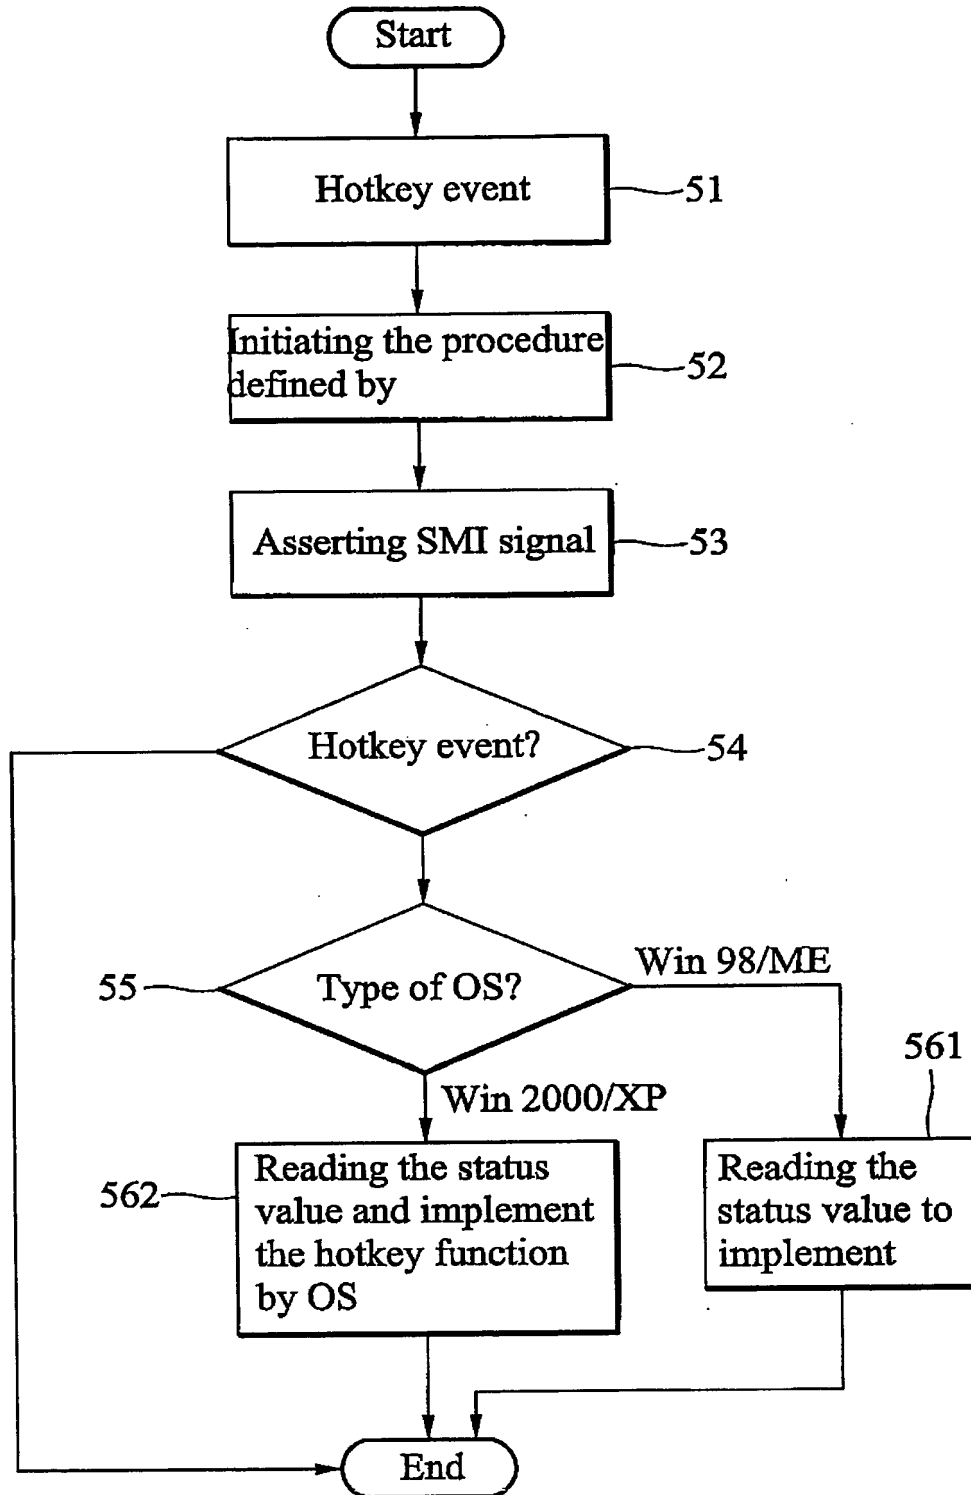 Start
Hotkey event
51
Initiating the procedure
defined by
52
Asserting SMI signal
53
Hotkey event?
54
Type of OS?
55
Win 98/ME
Win 2000/XP
561
562
Reading the status
value and implement
the hotkey function
by OS
Reading the
status value to
implement
End